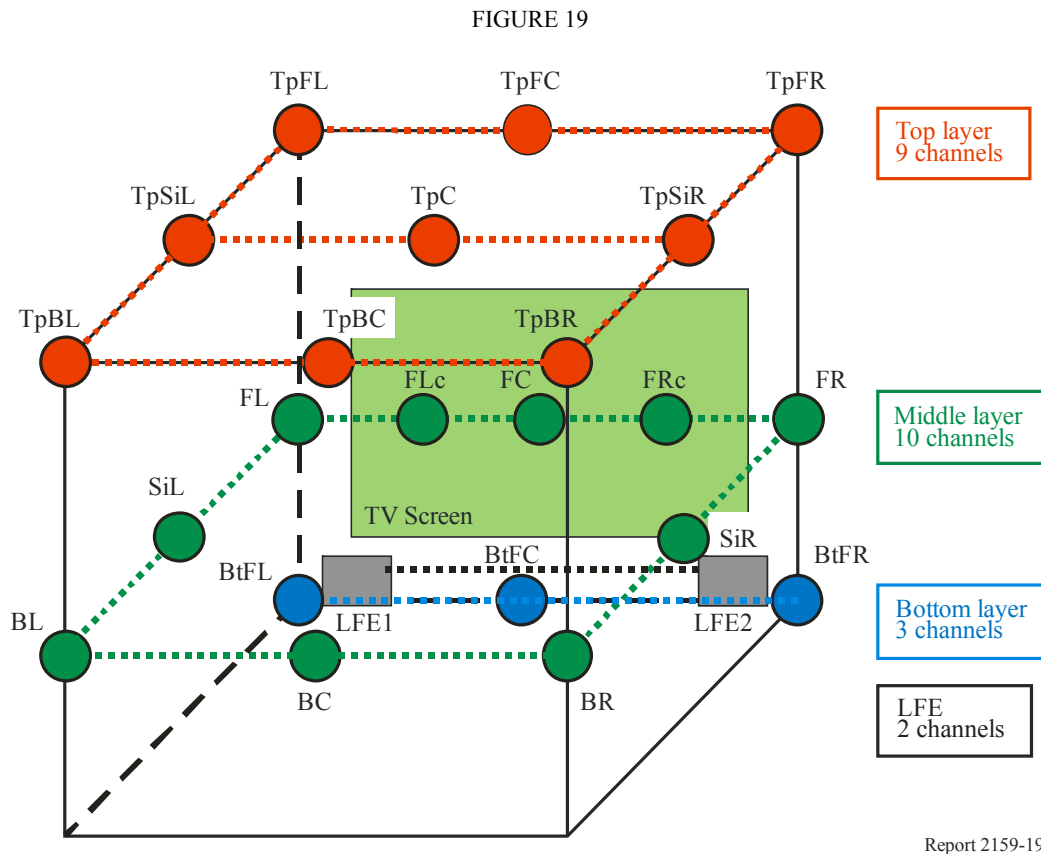 FIGURE 19
TpFL TpFC TpFR
Top layer
9 channels
TpSiL TpC TpSiR
TpBL TpBC TpBR
FL FLc FC FRc FR
Middle layer
10 channels
SiL
TV Screen
SiR
BtFL BtFC BtFR
BL LFE1 LFE2
Bottom layer
3 channels
BC BR
LFE
2 channels
Report 2159-19